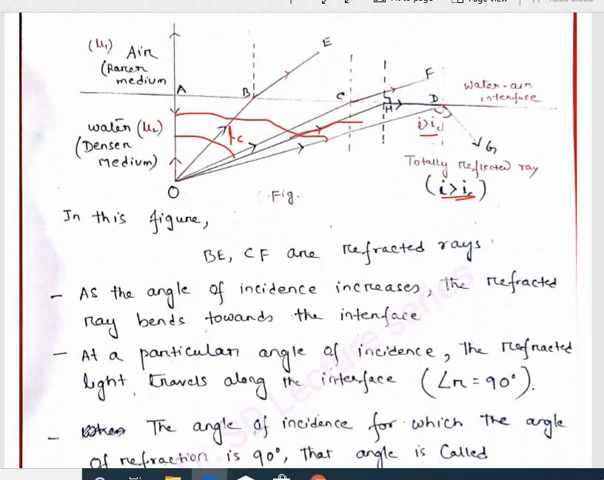 (u₁) Air
(Rarer
medium
E
F
A
B
C
H
D
water-air
interface
water (u₂)
(Denser
medium)
i>ic
G
Totally reflected ray
(i>ic)
O
Fig.
In this figure,
BE, CF are refracted rays
- As the angle of incidence increases, the refracted
ray bends towards the interface
- At a particular angle of incidence, the refracted
light, travels along the interface (∠r = 90°).
- The angle of incidence for which the angle
of refraction is 90°, that angle is called